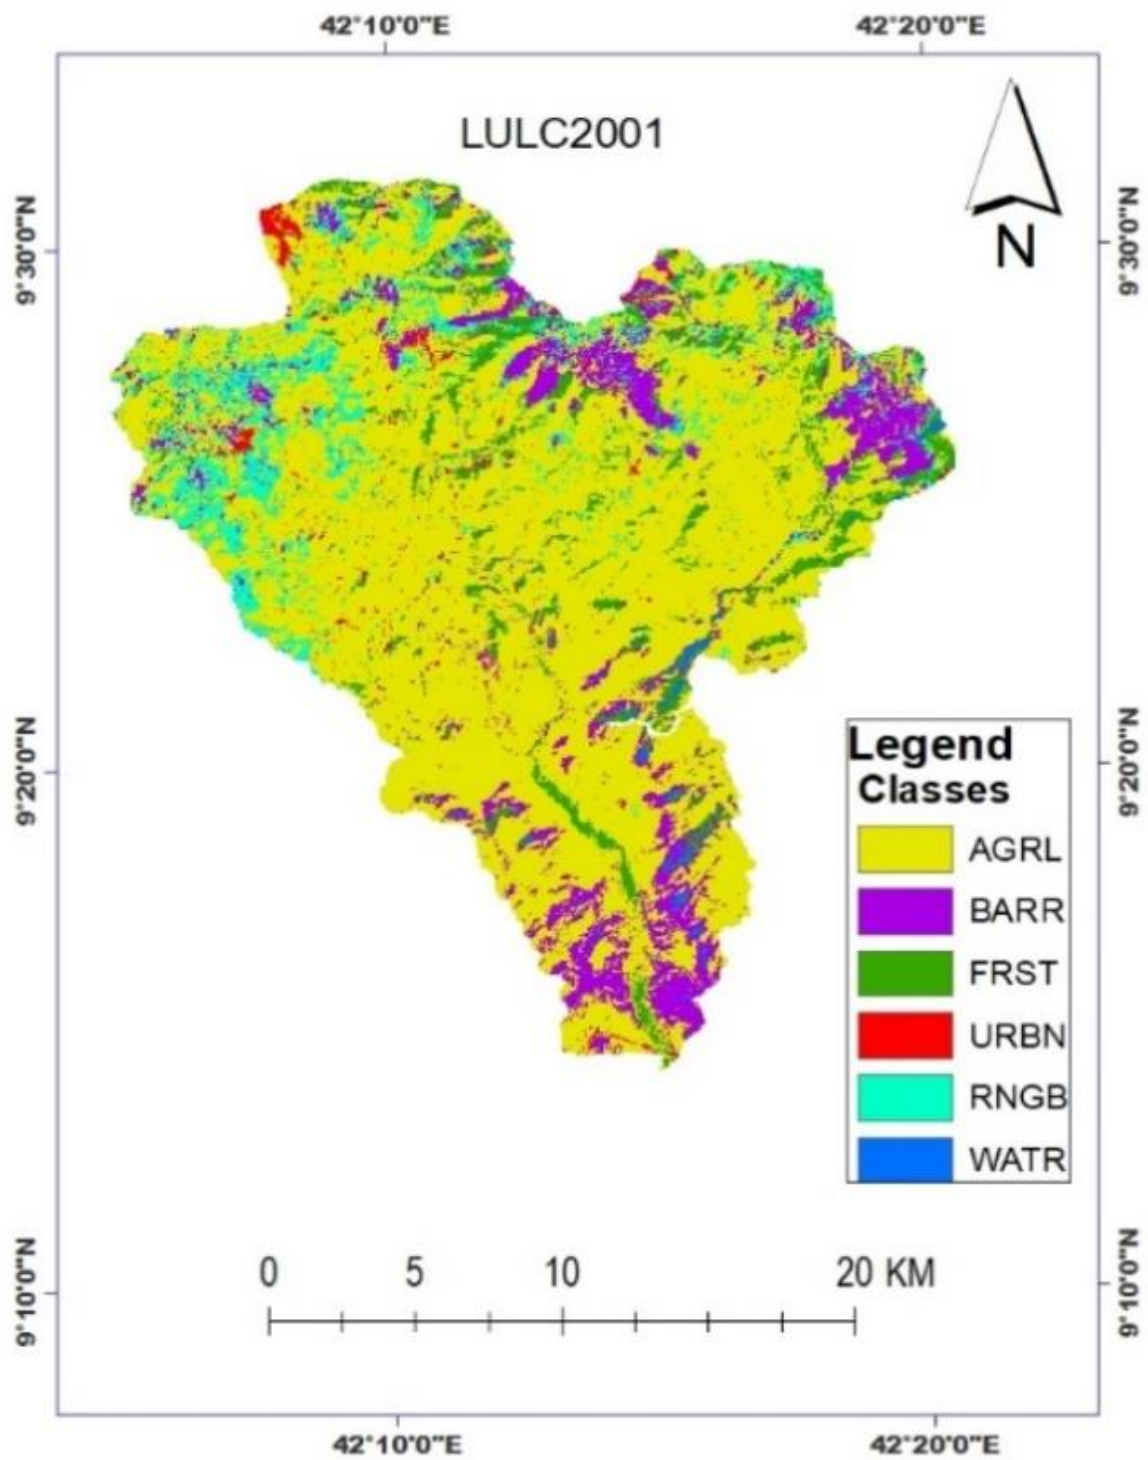 42°10'0"E 42°20'0"E
LULC2001
N
9°30'0"N 9°30'0"N
9°20'0"N 9°20'0"N
Legend
Classes
AGRL
BARR
FRST
URBN
RNGB
WATR
0 5 10 20 KM
9°10'0"N 9°10'0"N
42°10'0"E 42°20'0"E